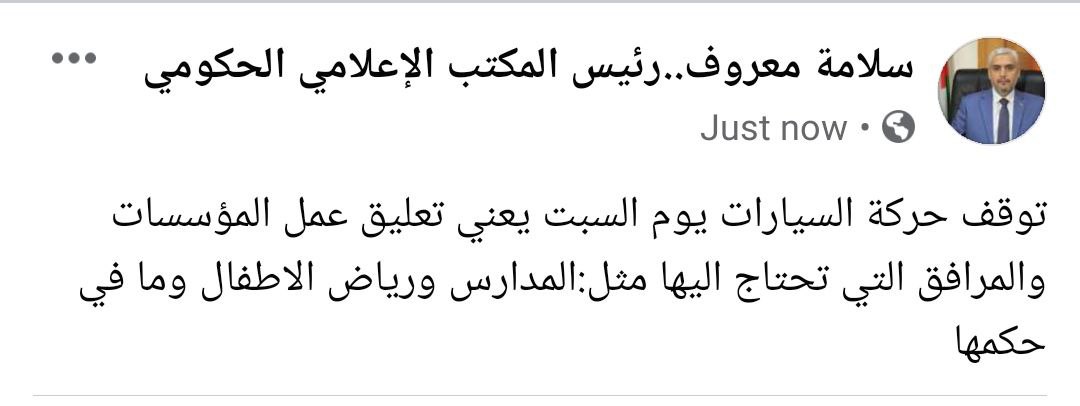 سلامة معروف..رئيس المكتب الإعلامي الحكومي
Just now
توقف حركة السيارات يوم السبت يعني تعليق عمل المؤسسات
والمرافق التي تحتاج اليها مثل:المدارس ورياض الاطفال وما في
حكمها